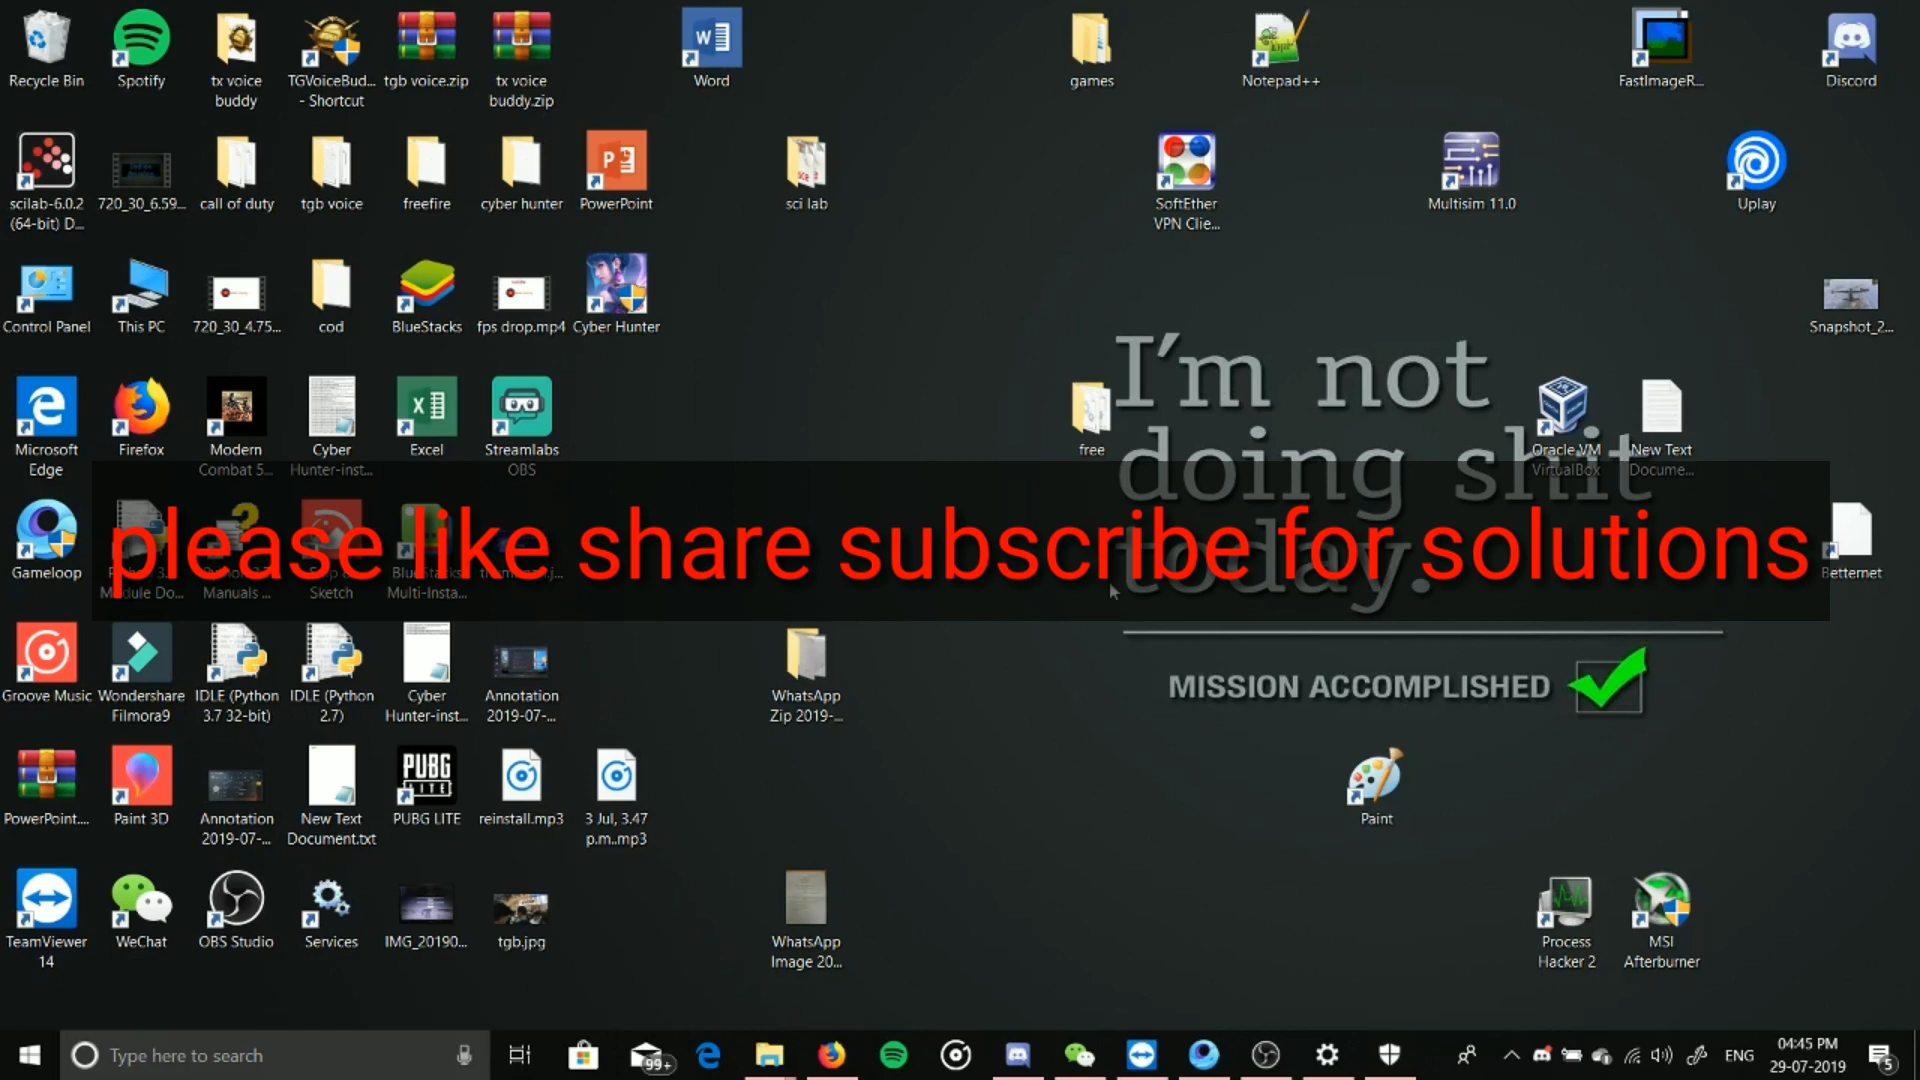 Recycle Bin
Spotify
tx voice
buddy
TGVoiceBud...
- Shortcut
tgb voice.zip
tx voice
buddy.zip
Word
games
Notepad++
FastImageR...
Discord
scilab-6.0.2
(64-bit) D...
720_30_6.59...
call of duty
tgb voice
freefire
cyber hunter
PowerPoint
sci lab
SoftEther
VPN Clie...
Multisim 11.0
Uplay
Control Panel
This PC
720_30_4.75...
cod
BlueStacks
fps drop.mp4
Cyber Hunter
Snapshot_2...
I'm not
doing shit
today.
Microsoft
Edge
Firefox
Modern
Combat 5...
Cyber
Hunter-inst...
Excel
Streamlabs
OBS
free
Oracle VM
VirtualBox
New Text
Docume...
please like share subscribe for solutions
Gameloop
Module Do...
Manuals ...
Sketch
Multi-Insta...
Betternet
MISSION ACCOMPLISHED
Groove Music
Wondershare
Filmora9
IDLE (Python
3.7 32-bit)
IDLE (Python
2.7)
Cyber
Hunter-inst...
Annotation
2019-07-...
WhatsApp
Zip 2019-...
PowerPoint...
Paint 3D
Annotation
2019-07-...
New Text
Document.txt
PUBG
LITE
PUBG LITE
reinstall.mp3
3 Jul, 3.47
p.m..mp3
Paint
TeamViewer
14
WeChat
OBS Studio
Services
IMG_20190...
tgb.jpg
WhatsApp
Image 20...
Process
Hacker 2
MSI
Afterburner
Type here to search
99+
ENG
04:45 PM
29-07-2019
5